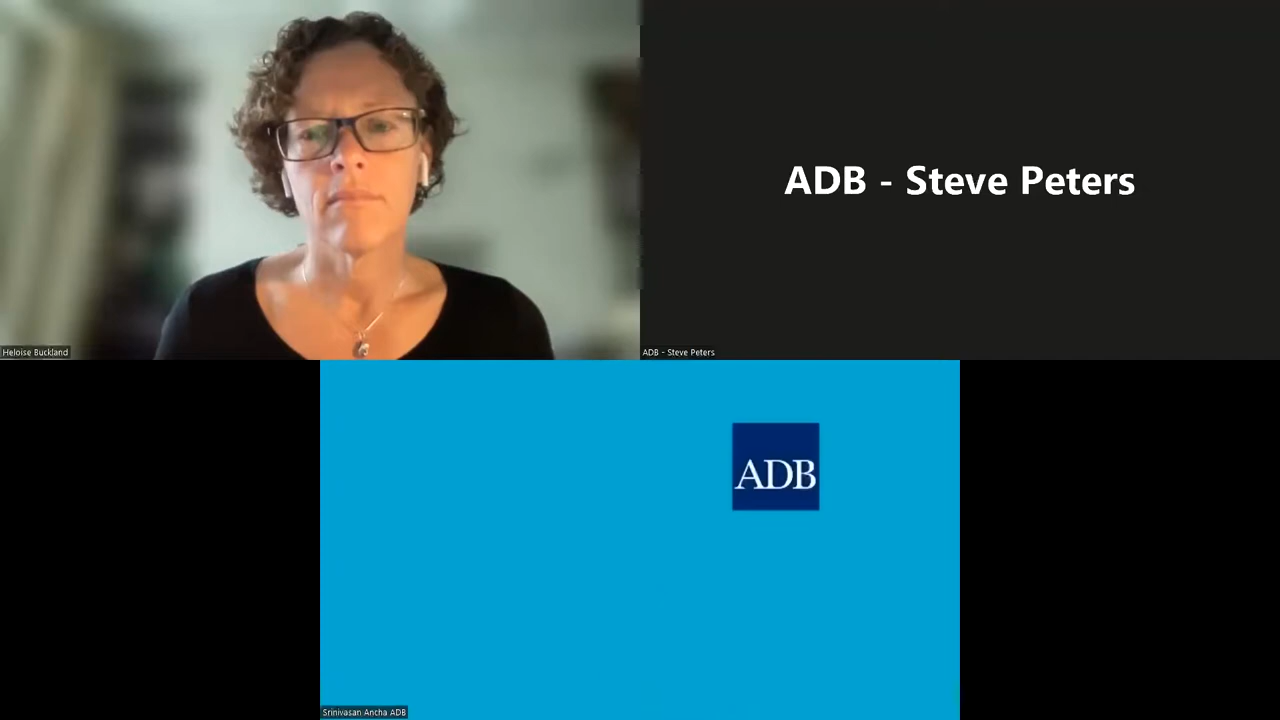 ADB - Steve Peters
Heloise Buckland
ADB - Steve Peters
ADB
Srinivasan Ancha ADB